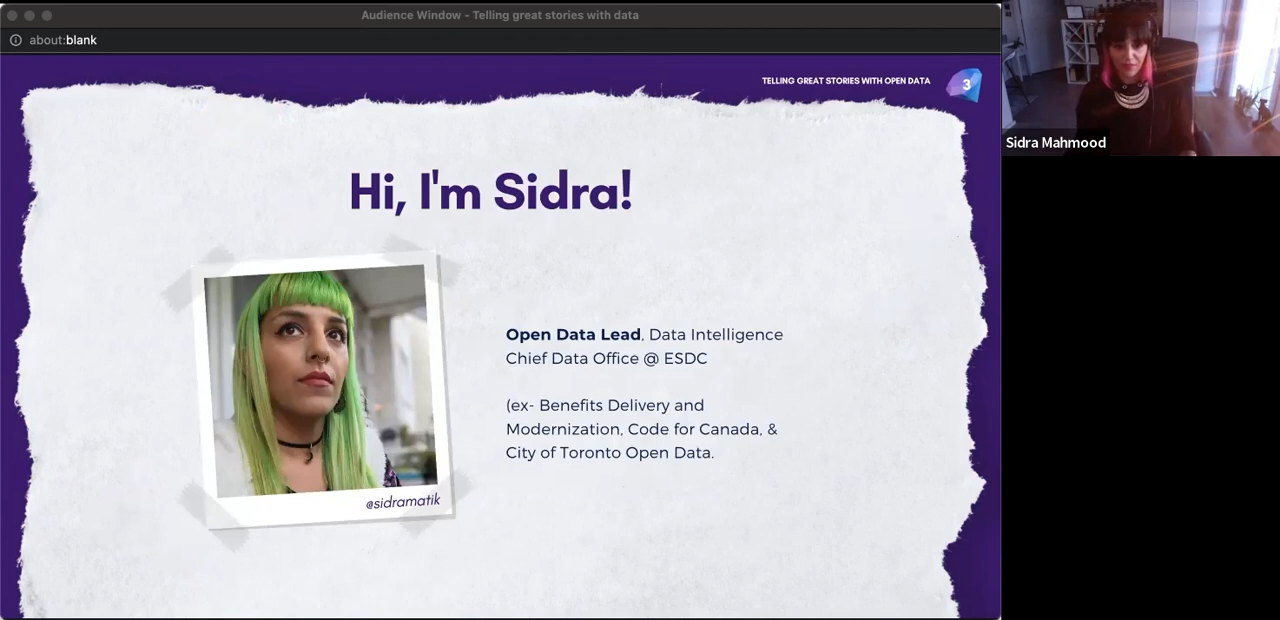 Audience Window - Telling great stories with data
about:blank
TELLING GREAT STORIES WITH OPEN DATA
3
Sidra Mahmood
Hi, I'm Sidra!
Open Data Lead, Data Intelligence
Chief Data Office @ ESDC
(ex- Benefits Delivery and
Modernization, Code for Canada, &
City of Toronto Open Data.
@sidramatik